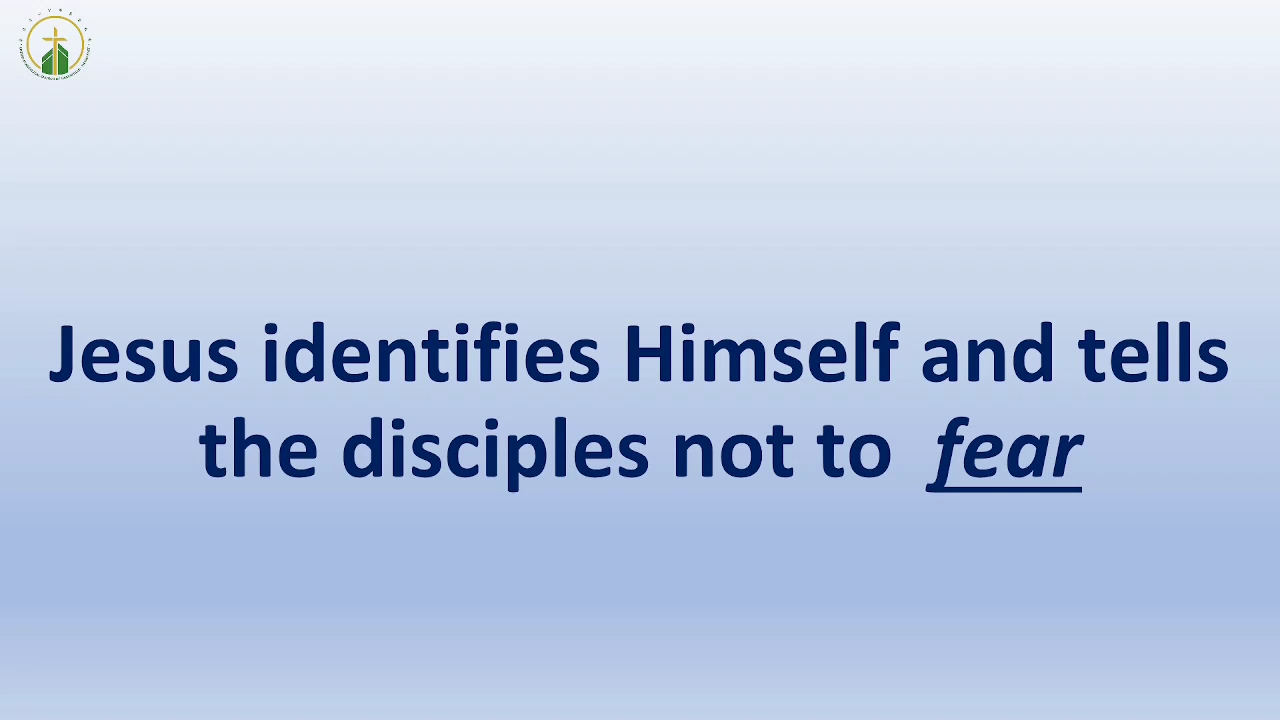 Jesus identifies Himself and tells
the disciples not to fear